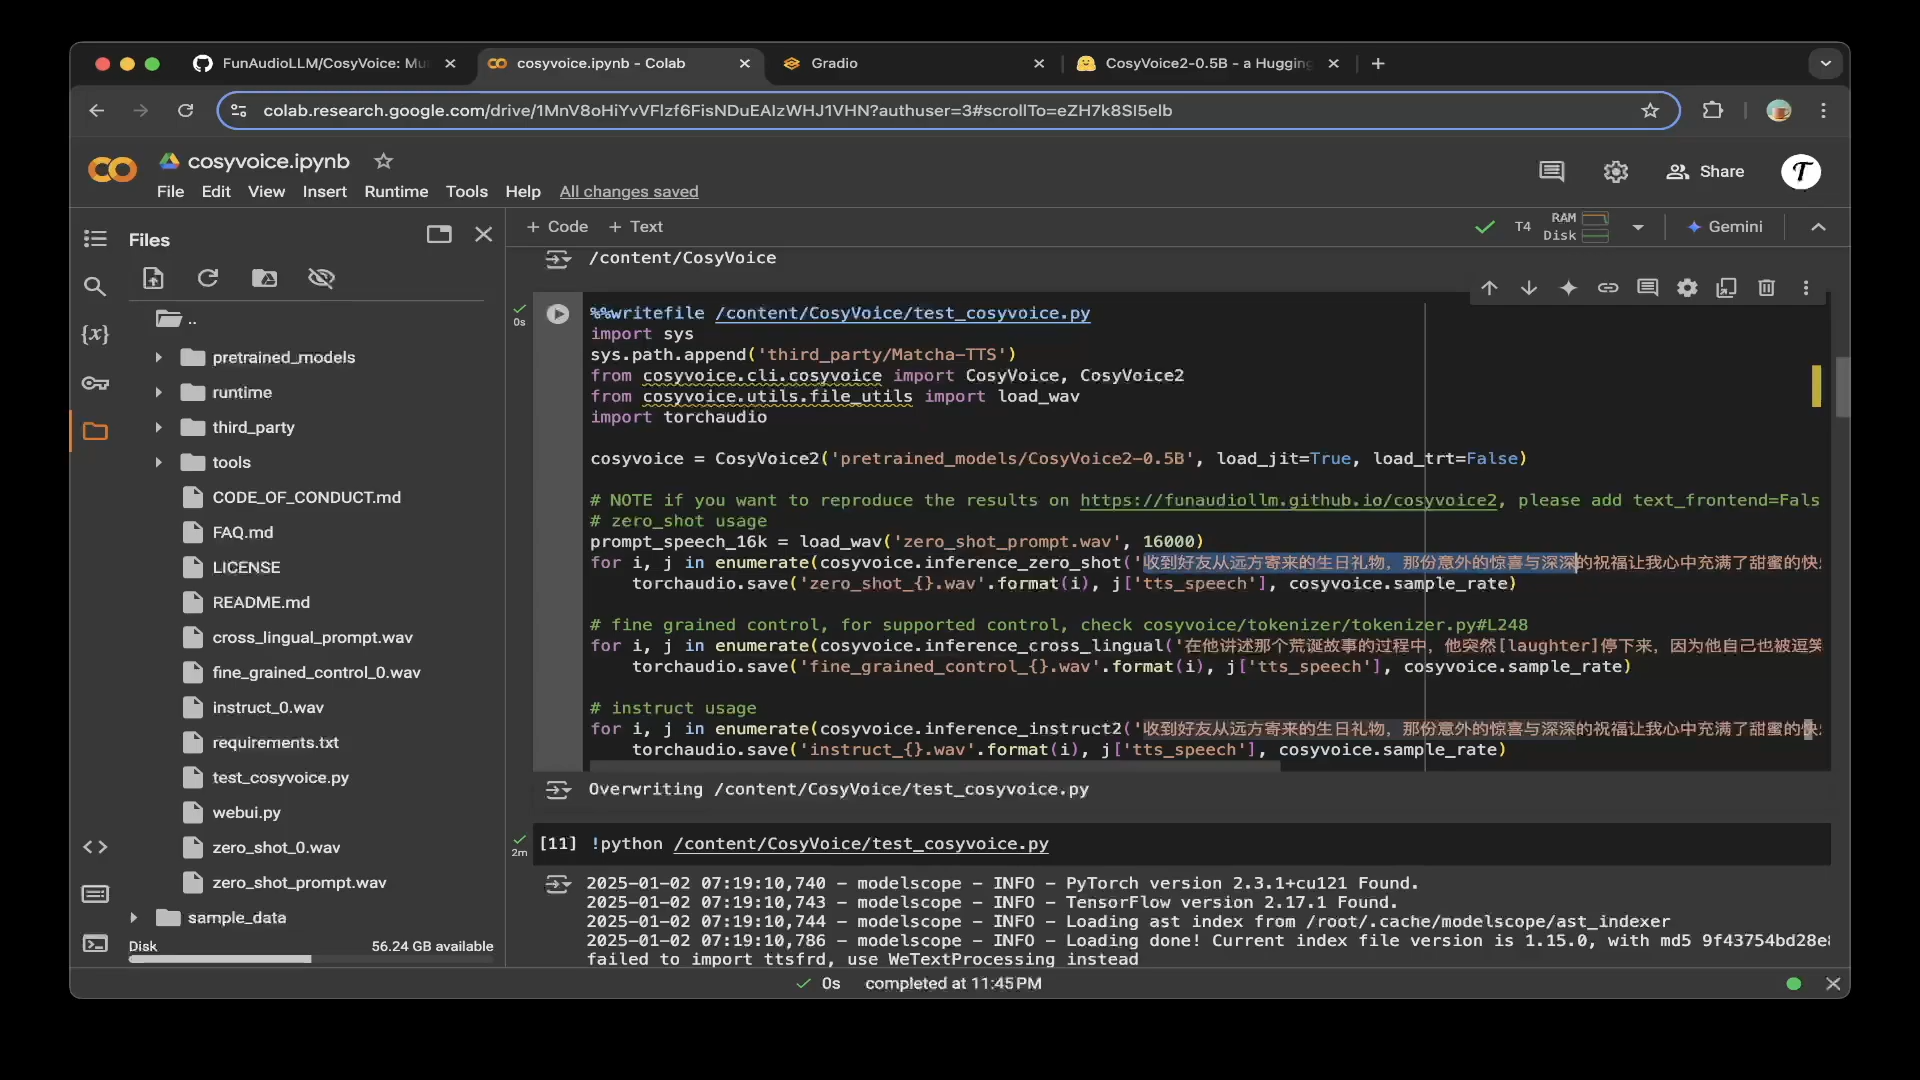 FunAudioLLM/CosyVoice: Mu
cosyvoice.ipynb - Colab
Gradio
CosyVoice2-0.5B - a Hugging
colab.research.google.com/drive/1MnV8oHiYvVFlzf6FisNDuEAIzWHJ1VHN?authuser=3#scrollTo=eZH7k8SI5elb
cosyvoice.ipynb
File Edit View Insert Runtime Tools Help All changes saved
Share
T
Files
+ Code + Text
T4
RAM
Disk
Gemini
..
pretrained_models
runtime
third_party
tools
CODE_OF_CONDUCT.md
FAQ.md
LICENSE
README.md
cross_lingual_prompt.wav
fine_grained_control_0.wav
instruct_0.wav
requirements.txt
test_cosyvoice.py
webui.py
zero_shot_0.wav
zero_shot_prompt.wav
sample_data
Disk 56.24 GB available
/content/CosyVoice
0s
%%writefile /content/CosyVoice/test_cosyvoice.py
import sys
sys.path.append('third_party/Matcha-TTS')
from cosyvoice.cli.cosyvoice import CosyVoice, CosyVoice2
from cosyvoice.utils.file_utils import load_wav
import torchaudio
cosyvoice = CosyVoice2('pretrained_models/CosyVoice2-0.5B', load_jit=True, load_trt=False)
# NOTE if you want to reproduce the results on https://funaudiollm.github.io/cosyvoice2, please add text_frontend=Fals
# zero_shot usage
prompt_speech_16k = load_wav('zero_shot_prompt.wav', 16000)
for i, j in enumerate(cosyvoice.inference_zero_shot('收到好友从远方寄来的生日礼物，那份意外的惊喜与深深的祝福让我心中充满了甜蜜的快
torchaudio.save('zero_shot_{}.wav'.format(i), j['tts_speech'], cosyvoice.sample_rate)
# fine grained control, for supported control, check cosyvoice/tokenizer/tokenizer.py#L248
for i, j in enumerate(cosyvoice.inference_cross_lingual('在他讲述那个荒诞故事的过程中，他突然[laughter]停下来，因为他自己也被逗笑
torchaudio.save('fine_grained_control_{}.wav'.format(i), j['tts_speech'], cosyvoice.sample_rate)
# instruct usage
for i, j in enumerate(cosyvoice.inference_instruct2('收到好友从远方寄来的生日礼物，那份意外的惊喜与深深的祝福让我心中充满了甜蜜的快
torchaudio.save('instruct_{}.wav'.format(i), j['tts_speech'], cosyvoice.sample_rate)
Overwriting /content/CosyVoice/test_cosyvoice.py
2m
[11] !python /content/CosyVoice/test_cosyvoice.py
2025-01-02 07:19:10,740 - modelscope - INFO - PyTorch version 2.3.1+cu121 Found.
2025-01-02 07:19:10,743 - modelscope - INFO - TensorFlow version 2.17.1 Found.
2025-01-02 07:19:10,744 - modelscope - INFO - Loading ast index from /root/.cache/modelscope/ast_indexer
2025-01-02 07:19:10,786 - modelscope - INFO - Loading done! Current index file version is 1.15.0, with md5 9f43754bd28e8
failed to import ttsfrd, use WeTextProcessing instead
0s completed at 11:45 PM